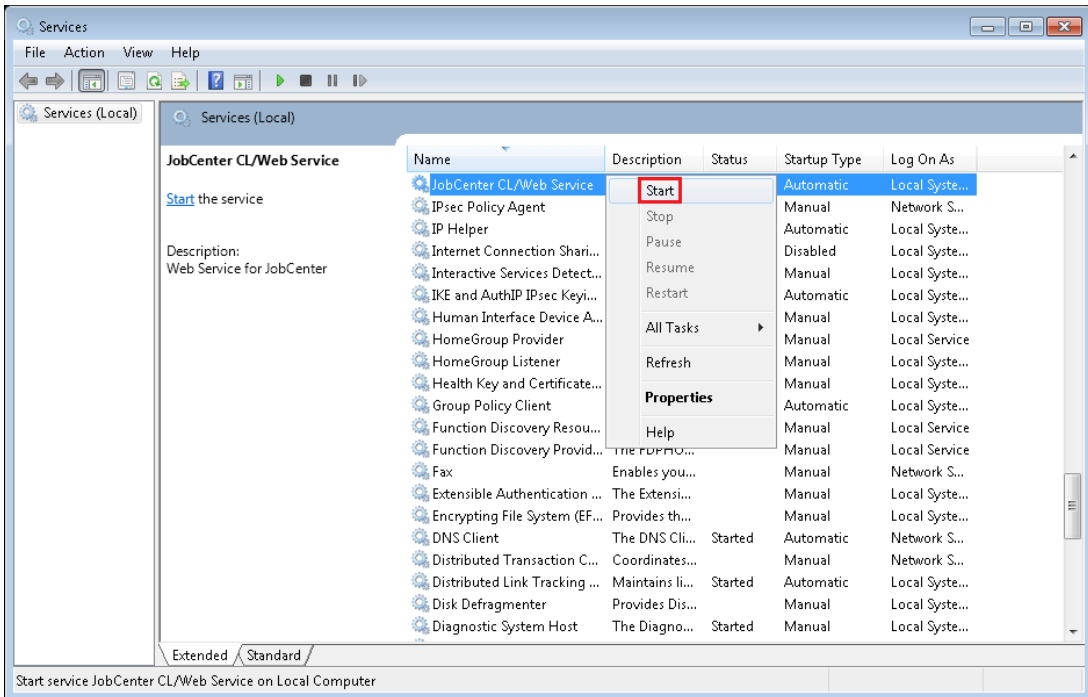 Services
File Action View Help
Services (Local)
Services (Local)
JobCenter CL/Web Service
Start the service
Description:
Web Service for JobCenter
Name Description Status Startup Type Log On As
JobCenter CL/Web Service Automatic Local Syste...
IPsec Policy Agent Manual Network S...
IP Helper Automatic Local Syste...
Internet Connection Shari... Disabled Local Syste...
Interactive Services Detect... Manual Local Syste...
IKE and AuthIP IPsec Keyi... Automatic Local Syste...
Human Interface Device A... Manual Local Syste...
HomeGroup Provider Manual Local Service
HomeGroup Listener Manual Local Syste...
Health Key and Certificate... Manual Local Syste...
Group Policy Client Automatic Local Syste...
Function Discovery Resou... Manual Local Service
Function Discovery Provid... The FDPHO... Manual Local Service
Fax Enables you... Manual Network S...
Extensible Authentication ... The Extensi... Manual Local Syste...
Encrypting File System (EF... Provides th... Manual Local Syste...
DNS Client The DNS Cli... Started Automatic Network S...
Distributed Transaction C... Coordinates... Manual Network S...
Distributed Link Tracking ... Maintains li... Started Automatic Local Syste...
Disk Defragmenter Provides Dis... Manual Local Syste...
Diagnostic System Host The Diagno... Started Manual Local Syste...
Start
Stop
Pause
Resume
Restart
All Tasks
Refresh
Properties
Help
Extended Standard
Start service JobCenter CL/Web Service on Local Computer